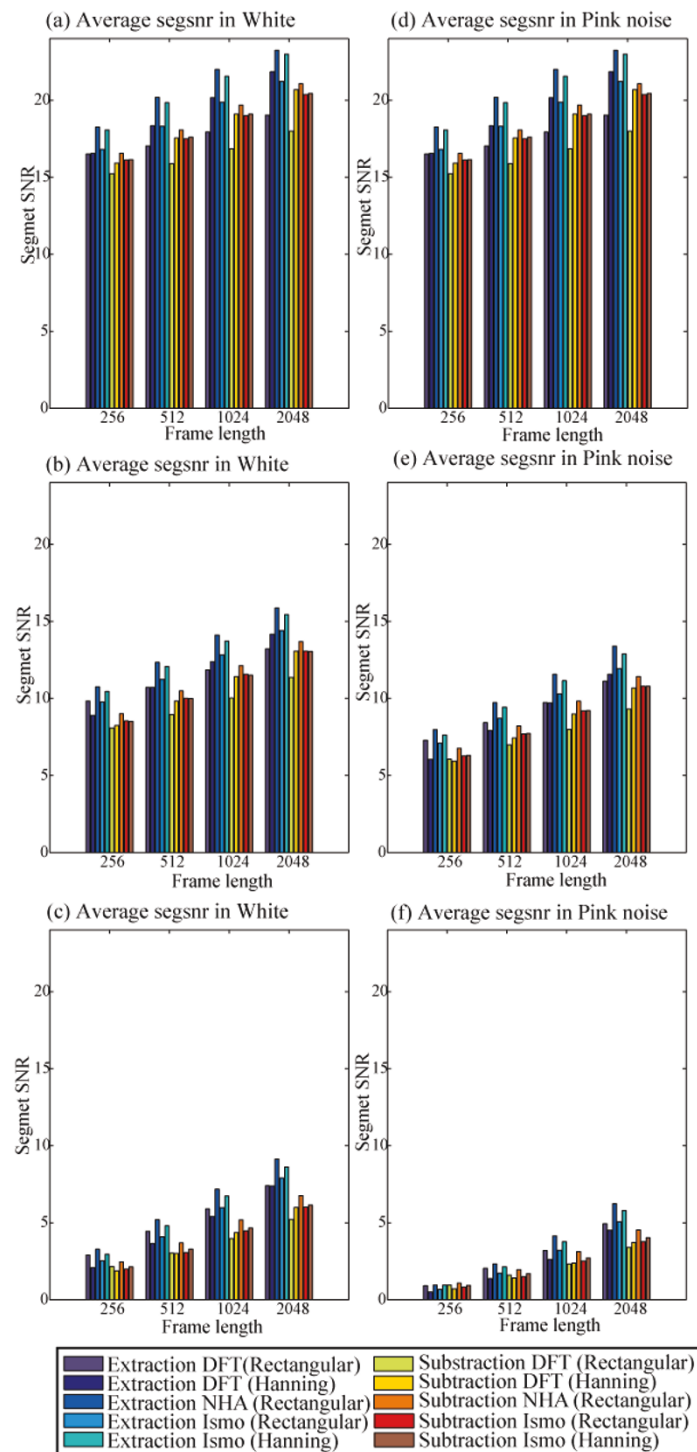 (a) Average segsnr in White
Segmet SNR
20
15
10
5
0
256 512 1024 2048
Frame length
(d) Average segsnr in Pink noise
Segmet SNR
20
15
10
5
0
256 512 1024 2048
Frame length
(b) Average segsnr in White
Segmet SNR
20
15
10
5
0
256 512 1024 2048
Frame length
(e) Average segsnr in Pink noise
Segmet SNR
20
15
10
5
0
256 512 1024 2048
Frame length
(c) Average segsnr in White
Segmet SNR
20
15
10
5
0
256 512 1024 2048
Frame length
(f) Average segsnr in Pink noise
Segmet SNR
20
15
10
5
0
256 512 1024 2048
Frame length
Extraction DFT(Rectangular)
Extraction DFT (Hanning)
Extraction NHA (Rectangular)
Extraction Ismo (Rectangular)
Extraction Ismo (Hanning)
Substraction DFT (Rectangular)
Subtraction DFT (Hanning)
Subtraction NHA (Rectangular)
Subtraction Ismo (Rectangular)
Subtraction Ismo (Hanning)